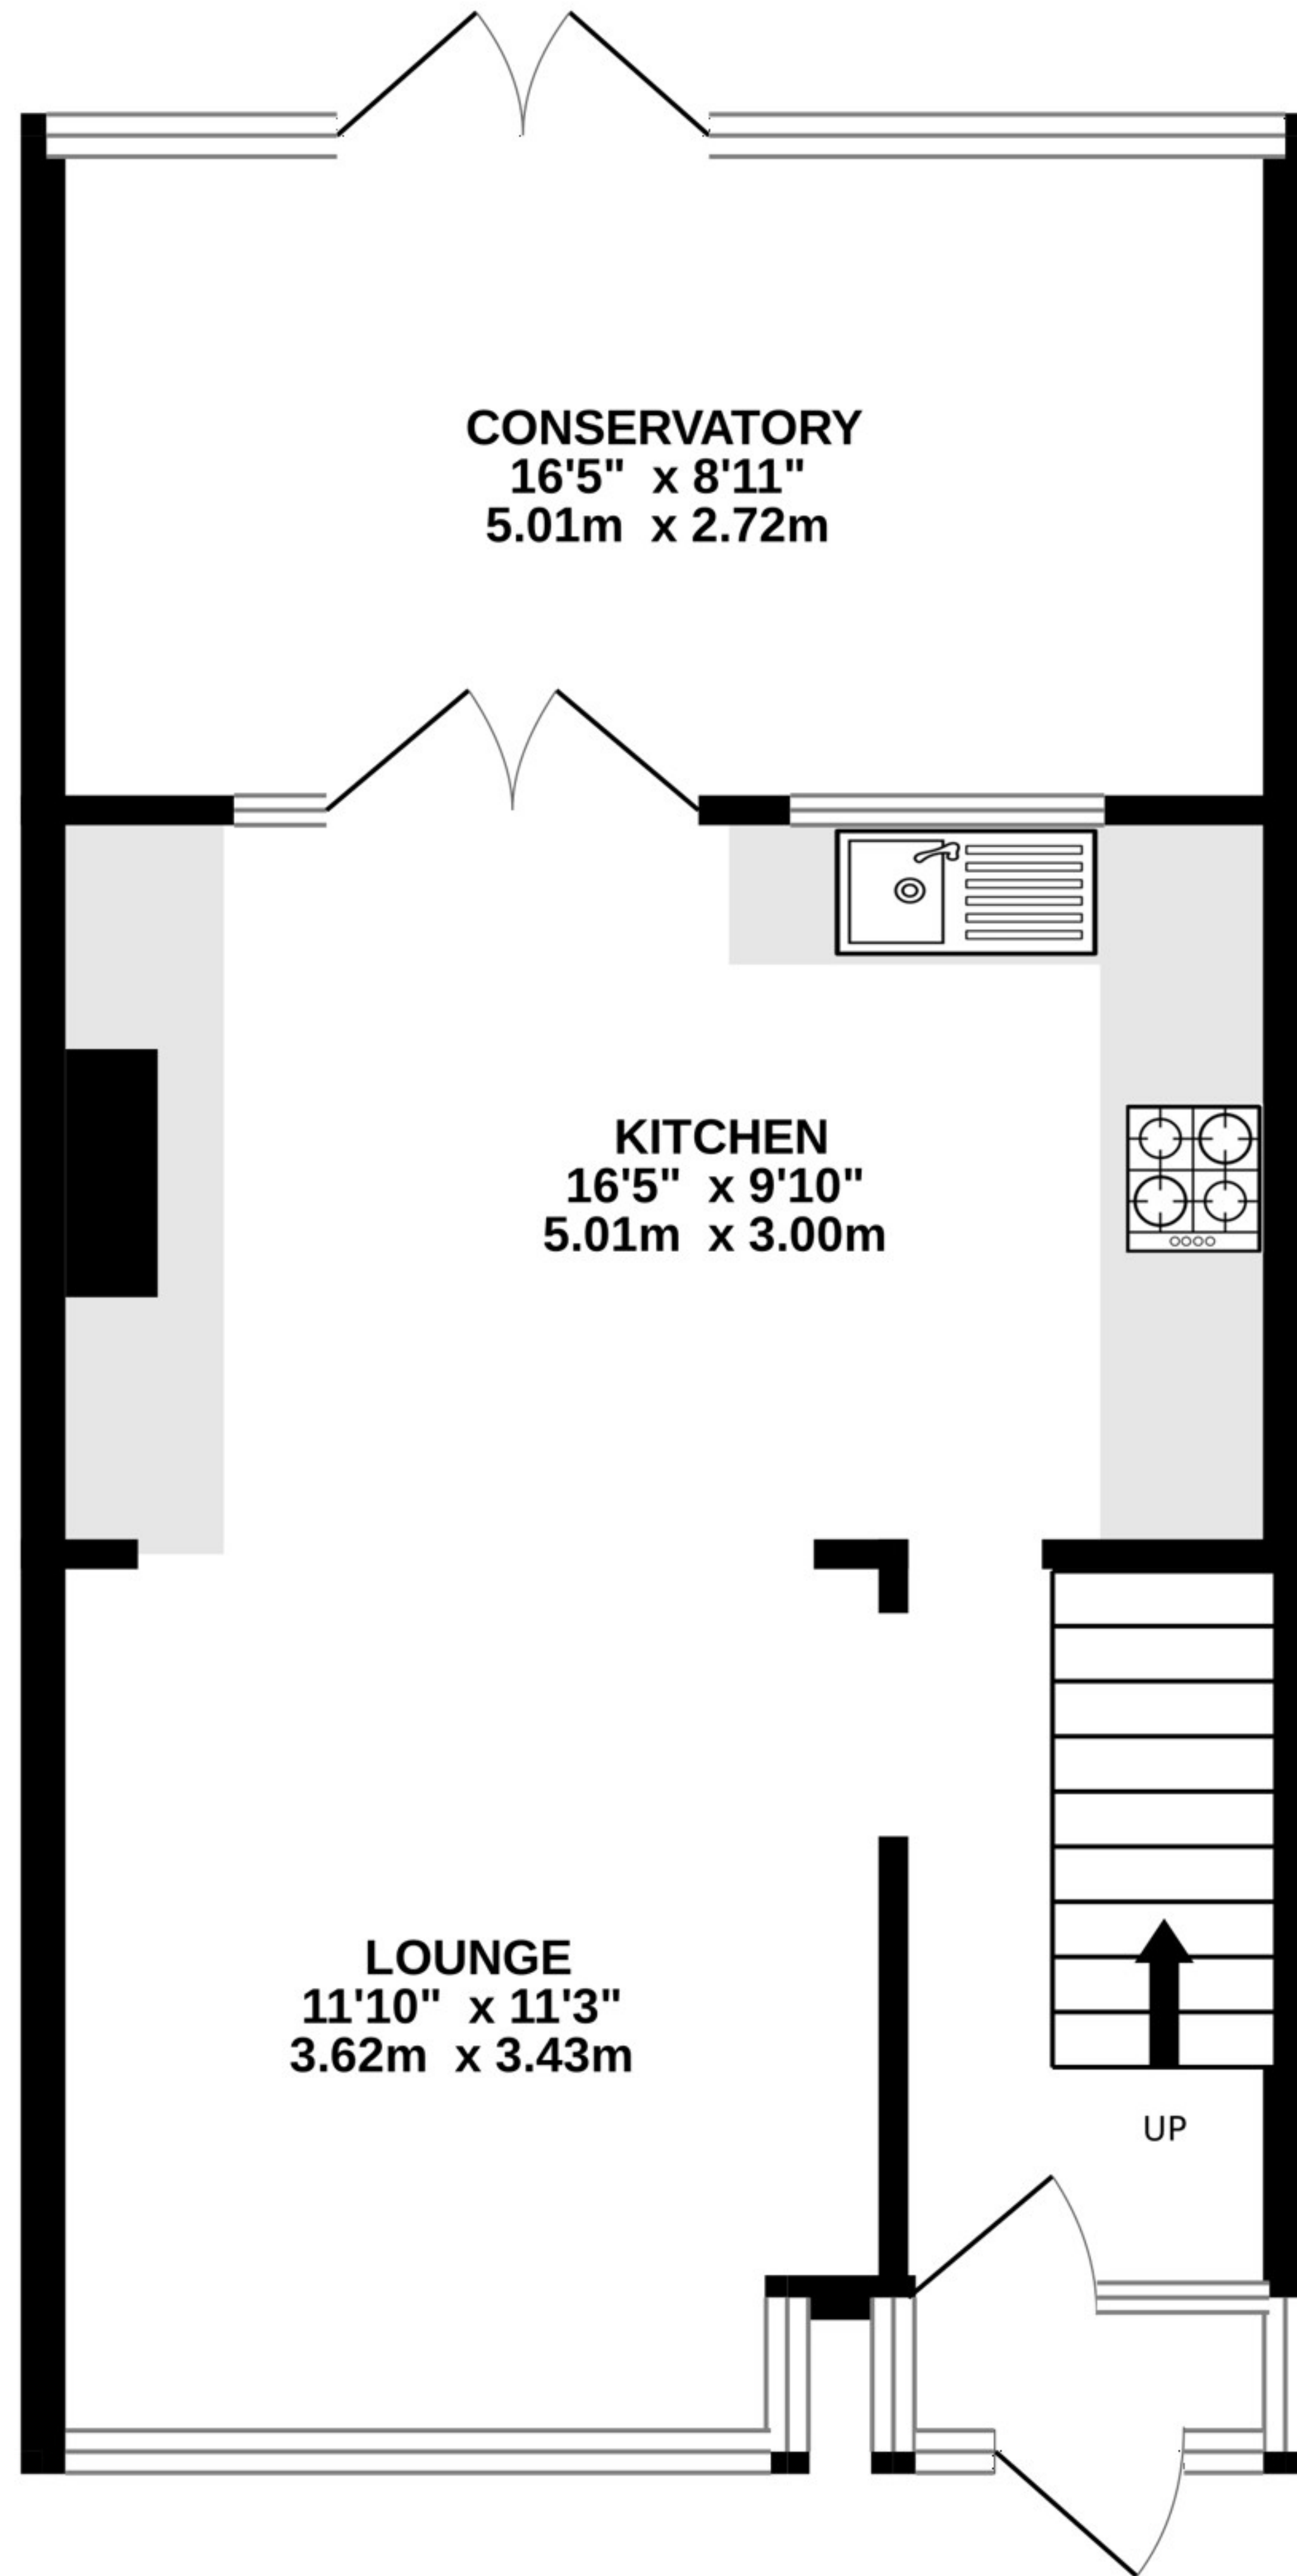 CONSERVATORY
16'5" x 8'11"
5.01m x 2.72m
KITCHEN
16'5" x 9'10"
5.01m x 3.00m
LOUNGE
11'10" x 11'3"
3.62m x 3.43m
UP